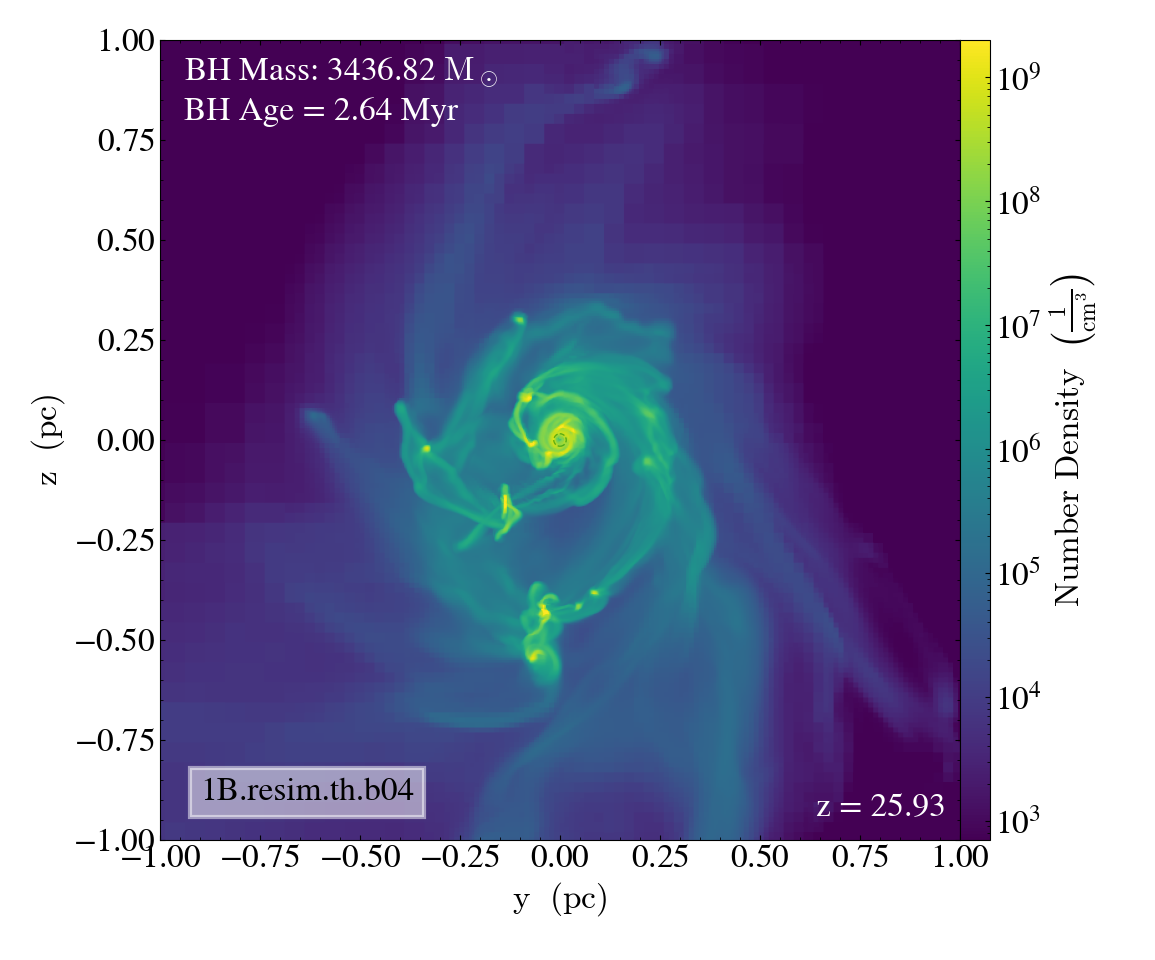 BH Mass: 3436.82 M⊙
BH Age = 2.64 Myr
1.00
0.75
0.50
0.25
0.00
−0.25
−0.50
−0.75
−1.00
z (pc)
1B.resim.th.b04
z = 25.93
−1.00 −0.75 −0.50 −0.25 0.00 0.25 0.50 0.75 1.00
y (pc)
10⁹
10⁸
10⁷
10⁶
10⁵
10⁴
10³
Number Density (1/cm³)